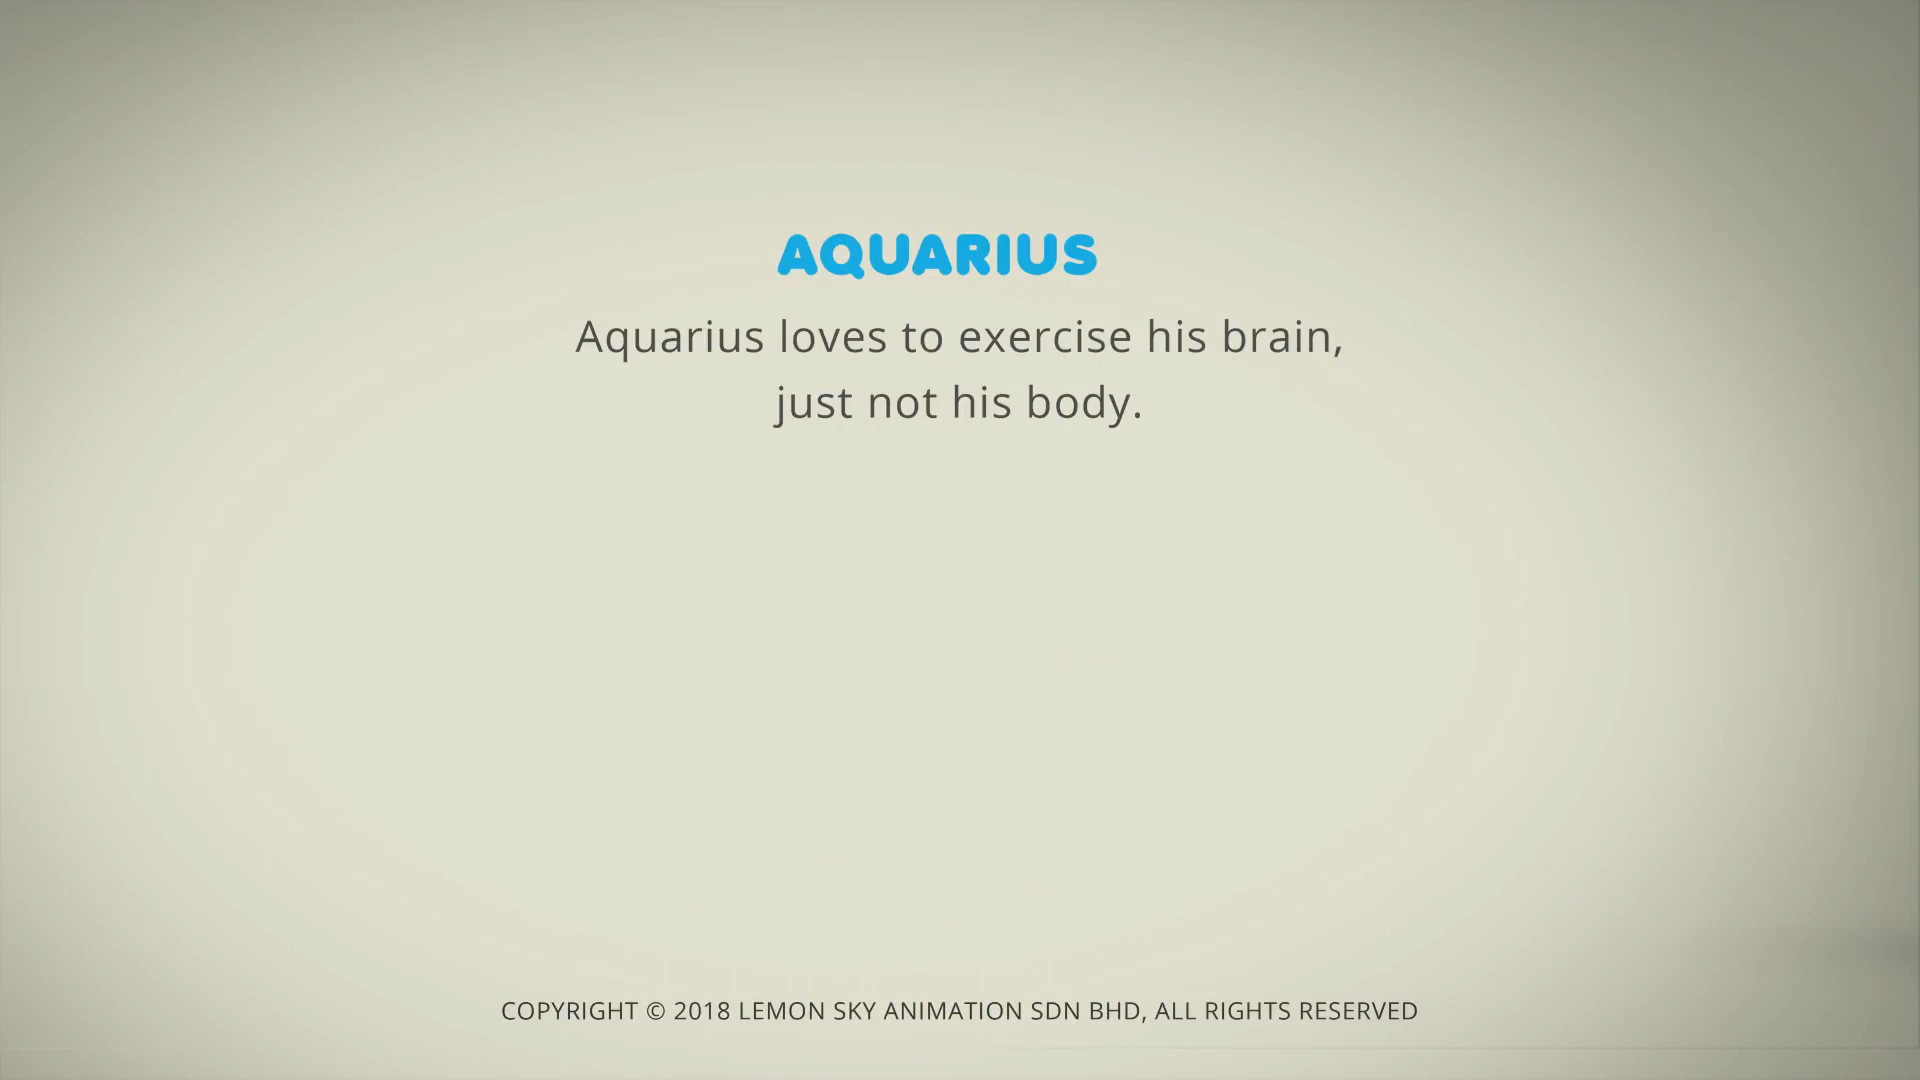 AQUARIUS
Aquarius loves to exercise his brain,
just not his body.
COPYRIGHT © 2018 LEMON SKY ANIMATION SDN BHD, ALL RIGHTS RESERVED